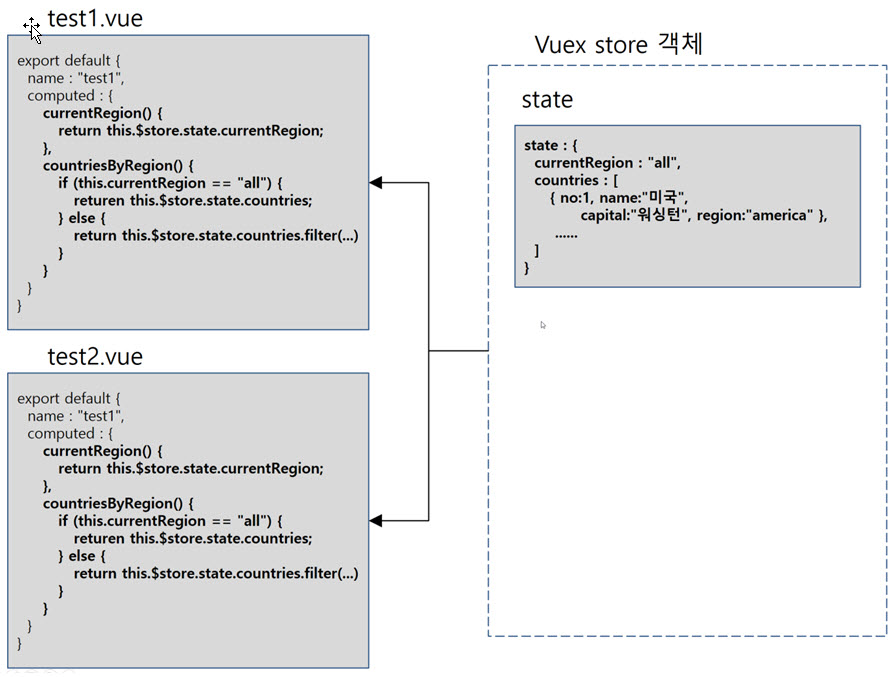 test1.vue
export default {
name : "test1",
computed : {
currentRegion() {
return this.$store.state.currentRegion;
},
countriesByRegion() {
if (this.currentRegion == "all") {
returen this.$store.state.countries;
} else {
return this.$store.state.countries.filter(...)
}
}
}
}
test2.vue
export default {
name : "test1",
computed : {
currentRegion() {
return this.$store.state.currentRegion;
},
countriesByRegion() {
if (this.currentRegion == "all") {
returen this.$store.state.countries;
} else {
return this.$store.state.countries.filter(...)
}
}
}
}
Vuex store 객체
state
state : {
currentRegion : "all",
countries : [
{ no:1, name:"미국",
capital:"워싱턴", region:"america" },
......
]
}